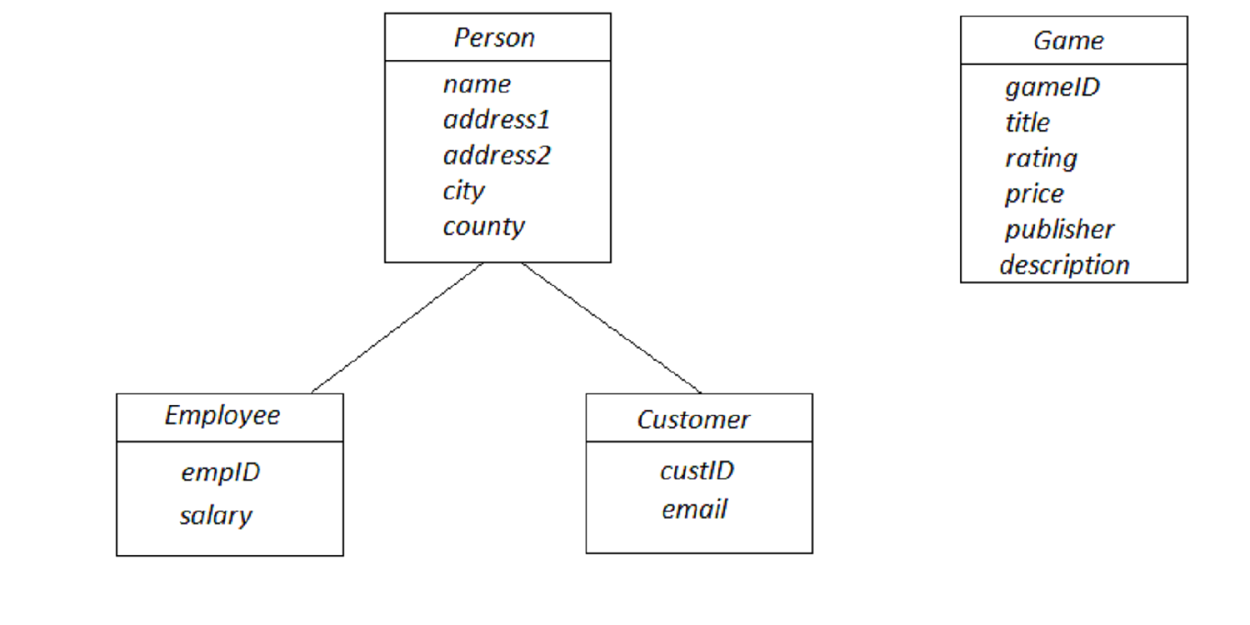 Person
name
address1
address2
city
county
Game
gameID
title
rating
price
publisher
description
Employee
empID
salary
Customer
custID
email